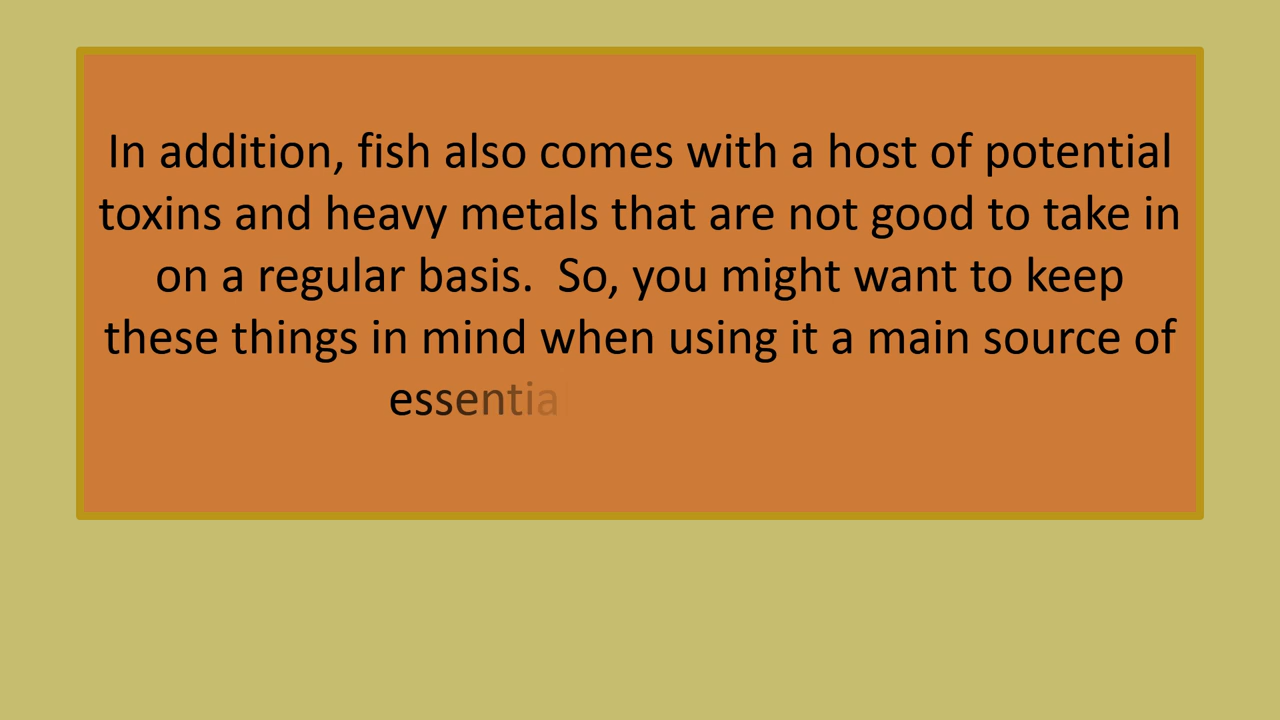 In addition, fish also comes with a host of potential
toxins and heavy metals that are not good to take in
on a regular basis.  So, you might want to keep
these things in mind when using it a main source of
essentia